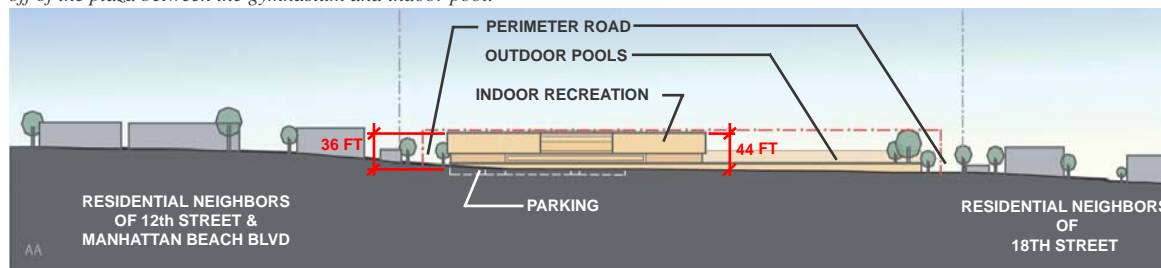 off of the plaza between the gymnasium and indoor pool.
PERIMETER ROAD
OUTDOOR POOLS
INDOOR RECREATION
36 FT
44 FT
PARKING
RESIDENTIAL NEIGHBORS
OF 12th STREET &
MANHATTAN BEACH BLVD
RESIDENTIAL NEIGHBORS
OF
18TH STREET
AA